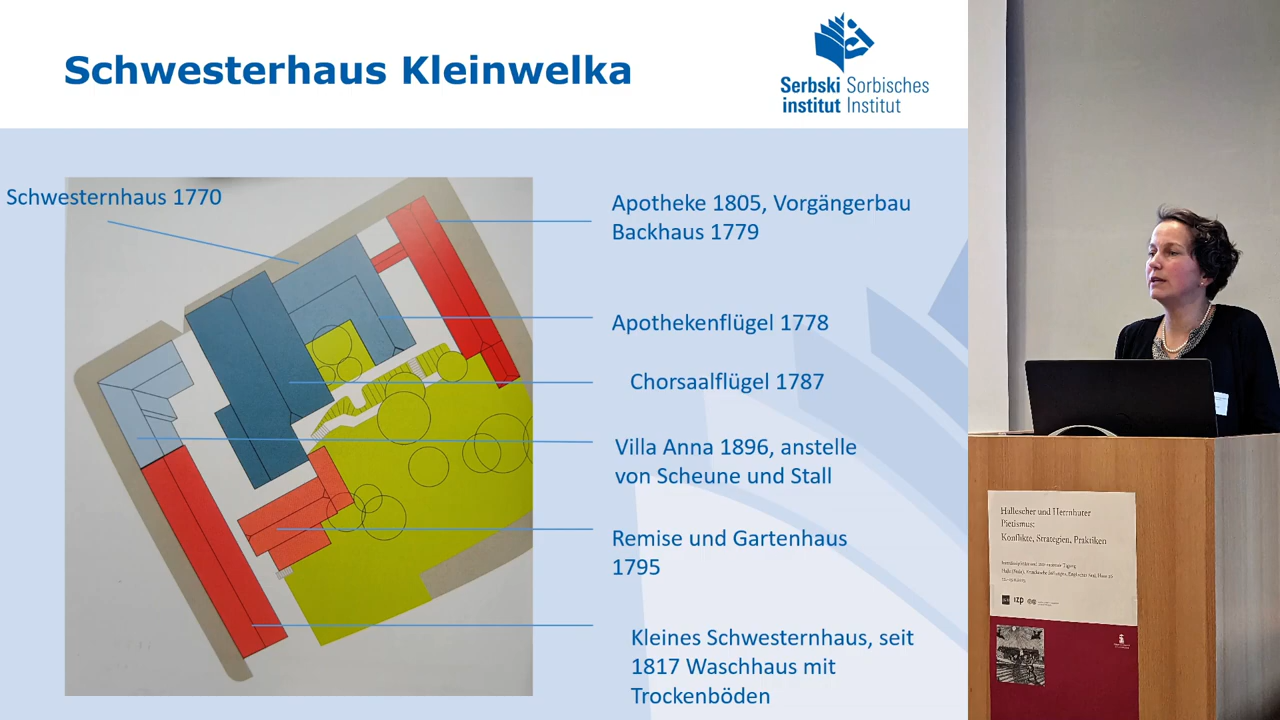 Schwesterhaus Kleinwelka
Serbski Sorbisches
institut Institut
Schwesternhaus 1770
Apotheke 1805, Vorgängerbau
Backhaus 1779
Apothekenflügel 1778
Chorsaalflügel 1787
Villa Anna 1896, anstelle
von Scheune und Stall
Remise und Gartenhaus
1795
Kleines Schwesternhaus, seit
1817 Waschhaus mit
Trockenböden
Hallescher und Herrnhuter
Pietismus:
Konflikte, Strategien, Praktiken
izp